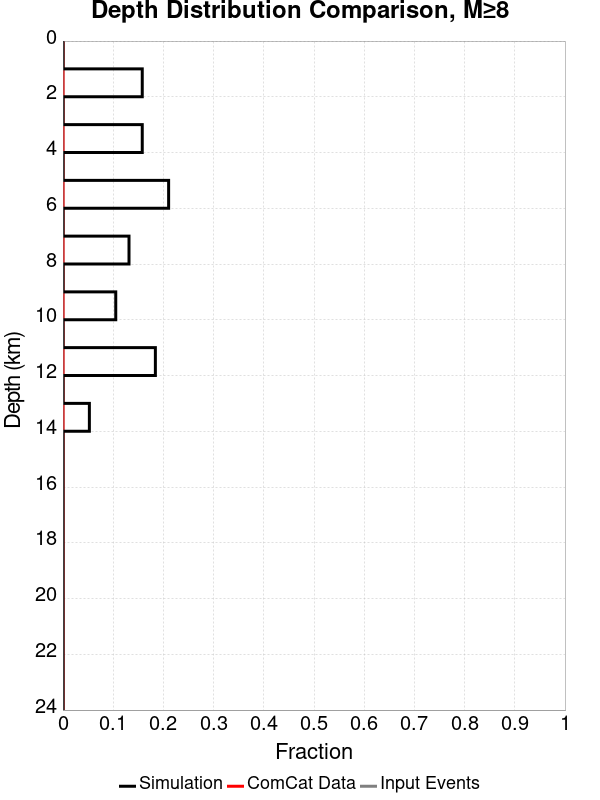 Depth Distribution Comparison, M≥8
0
2
4
6
8
10
12
14
16
18
20
22
24
Depth (km)
0 0.1 0.2 0.3 0.4 0.5 0.6 0.7 0.8 0.9 1
Fraction
Simulation ComCat Data Input Events